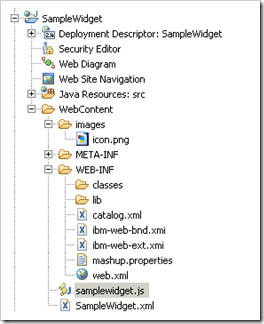 SampleWidget
Deployment Descriptor: SampleWidget
Security Editor
Web Diagram
Web Site Navigation
Java Resources: src
WebContent
images
icon.png
META-INF
WEB-INF
classes
lib
catalog.xml
ibm-web-bnd.xmi
ibm-web-ext.xmi
mashup.properties
web.xml
samplewidget.js
SampleWidget.xml